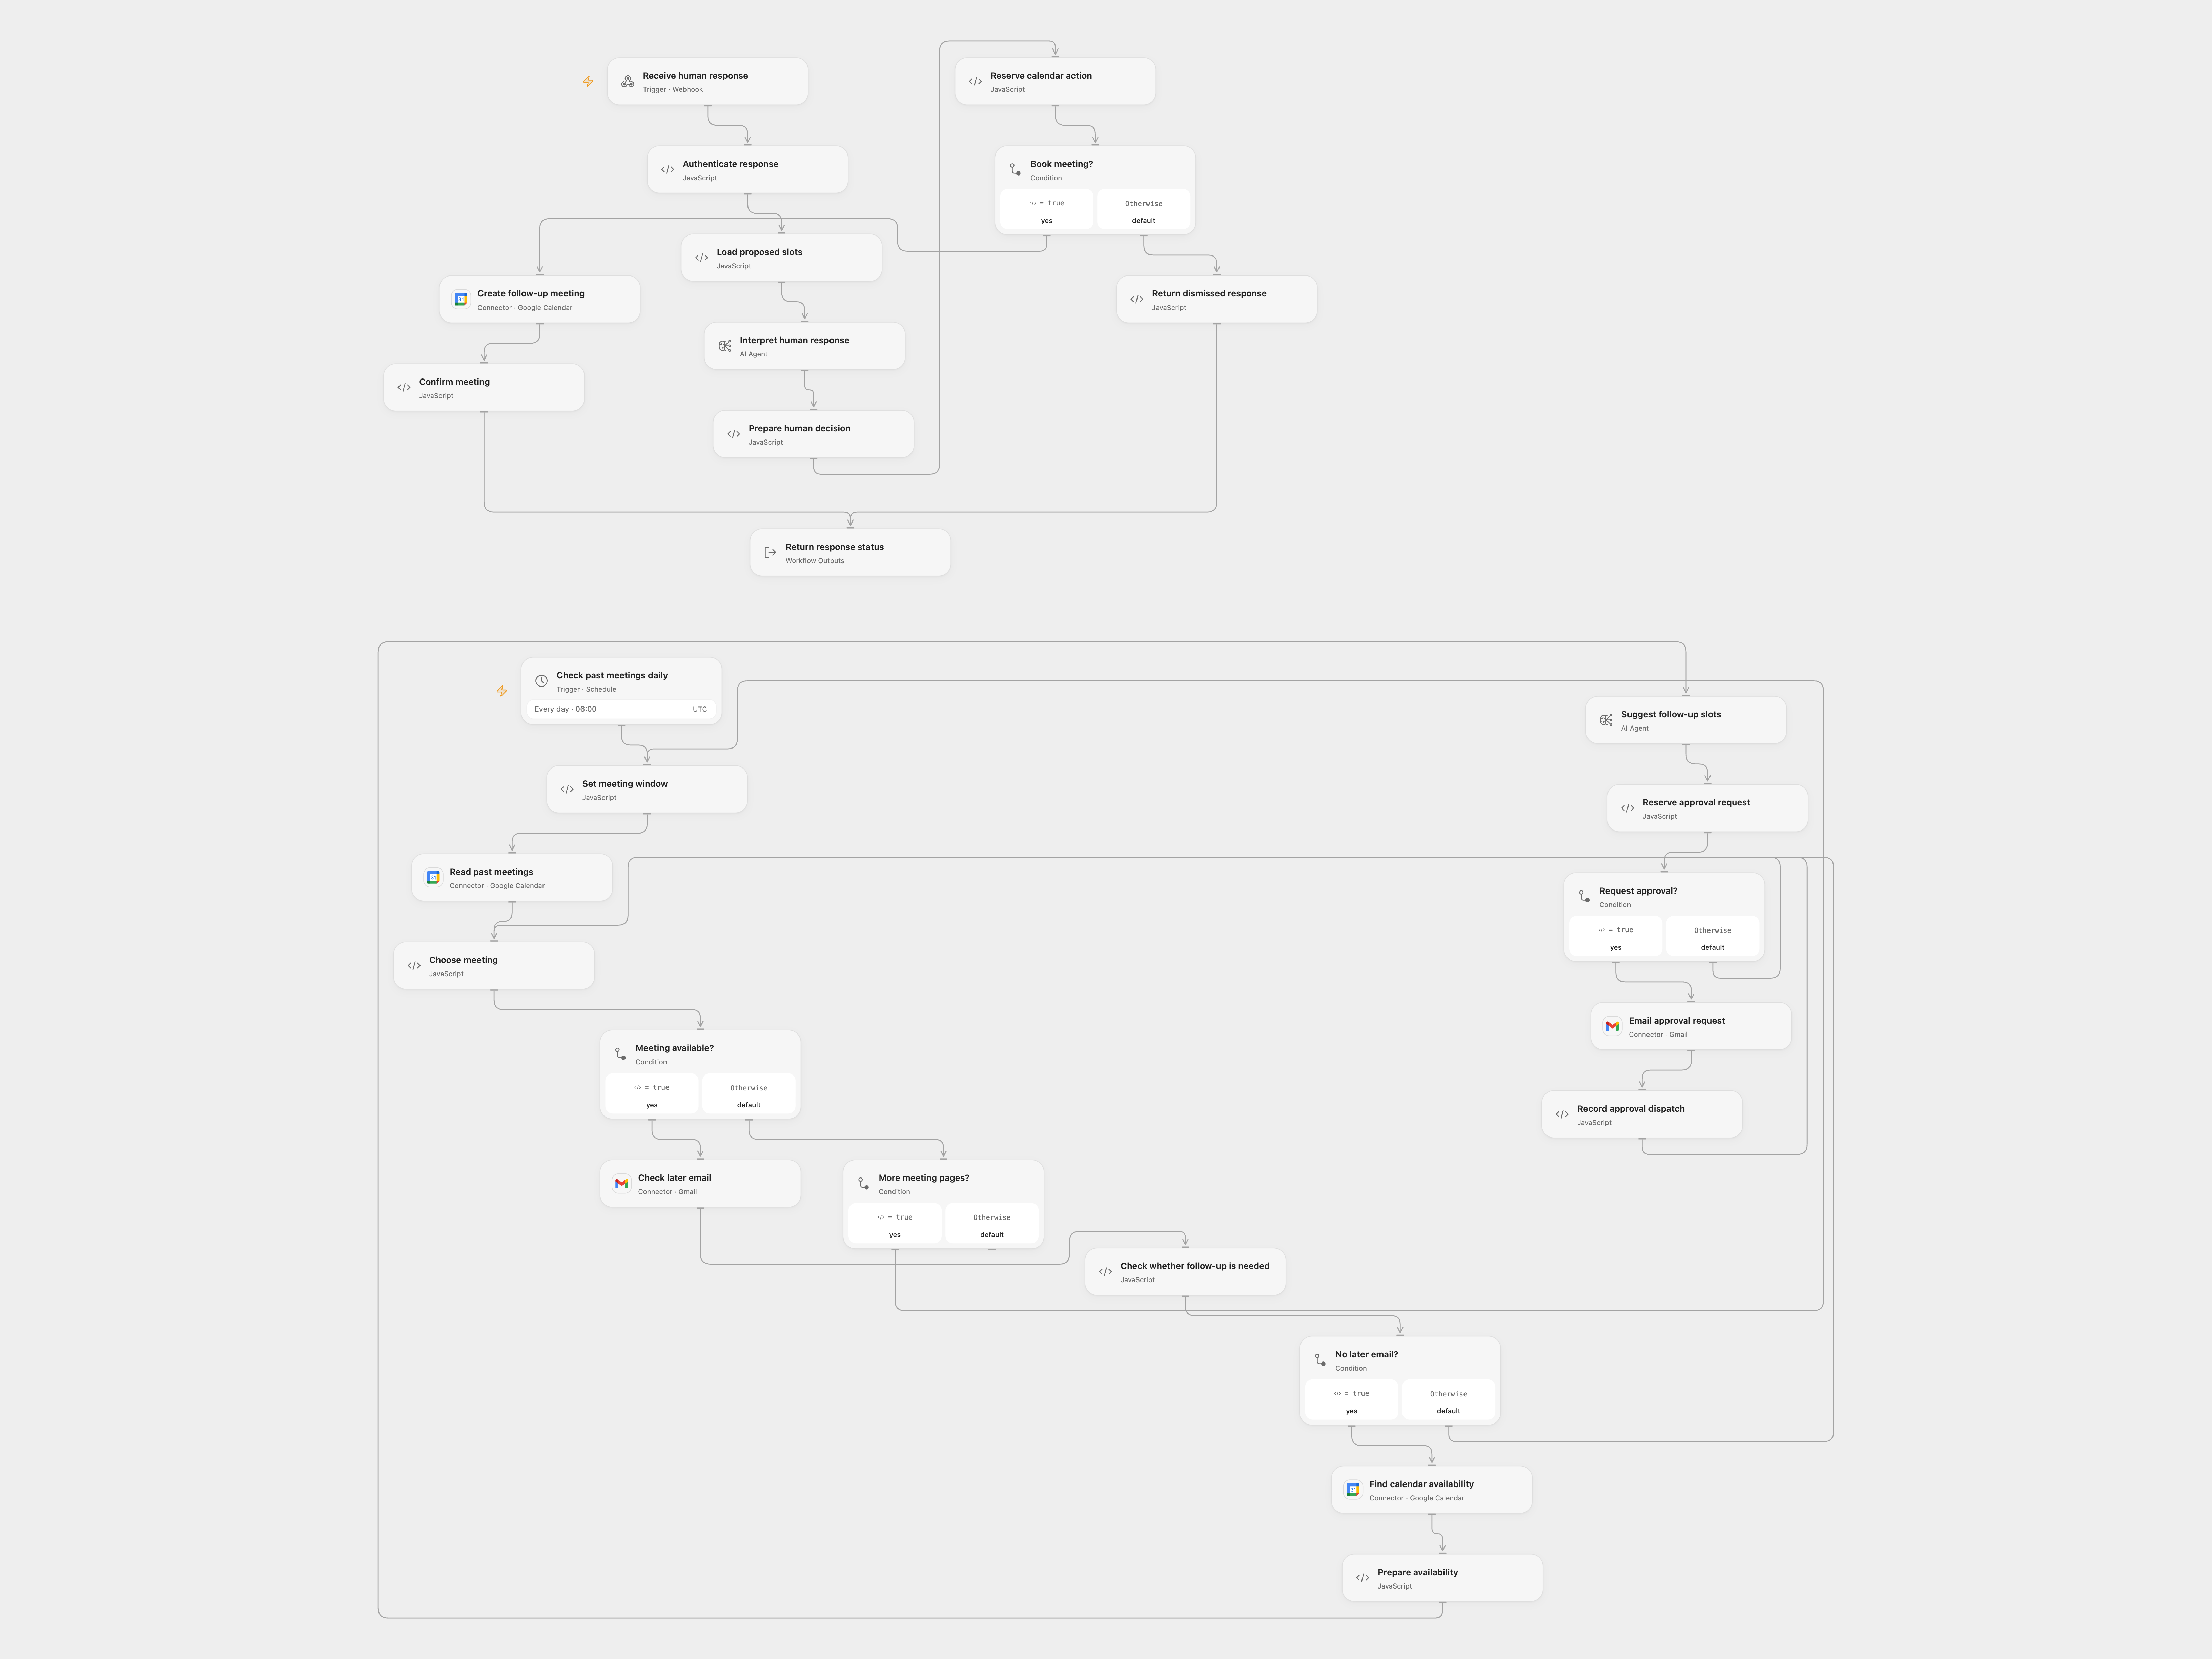 Receive human response
Trigger · Webhook
Authenticate response
JavaScript
Load proposed slots
JavaScript
Interpret human response
AI Agent
Prepare human decision
JavaScript
Reserve calendar action
JavaScript
Book meeting?
Condition
</> = true
yes
Otherwise
default
Create follow-up meeting
Connector · Google Calendar
Confirm meeting
JavaScript
Return dismissed response
JavaScript
Return response status
Workflow Outputs
Check past meetings daily
Trigger · Schedule
Every day · 06:00 UTC
Set meeting window
JavaScript
Read past meetings
Connector · Google Calendar
Choose meeting
JavaScript
Meeting available?
Condition
</> = true
yes
Otherwise
default
Check later email
Connector · Gmail
More meeting pages?
Condition
</> = true
yes
Otherwise
default
Check whether follow-up is needed
JavaScript
No later email?
Condition
</> = true
yes
Otherwise
default
Find calendar availability
Connector · Google Calendar
Prepare availability
JavaScript
Suggest follow-up slots
AI Agent
Reserve approval request
JavaScript
Request approval?
Condition
</> = true
yes
Otherwise
default
Email approval request
Connector · Gmail
Record approval dispatch
JavaScript